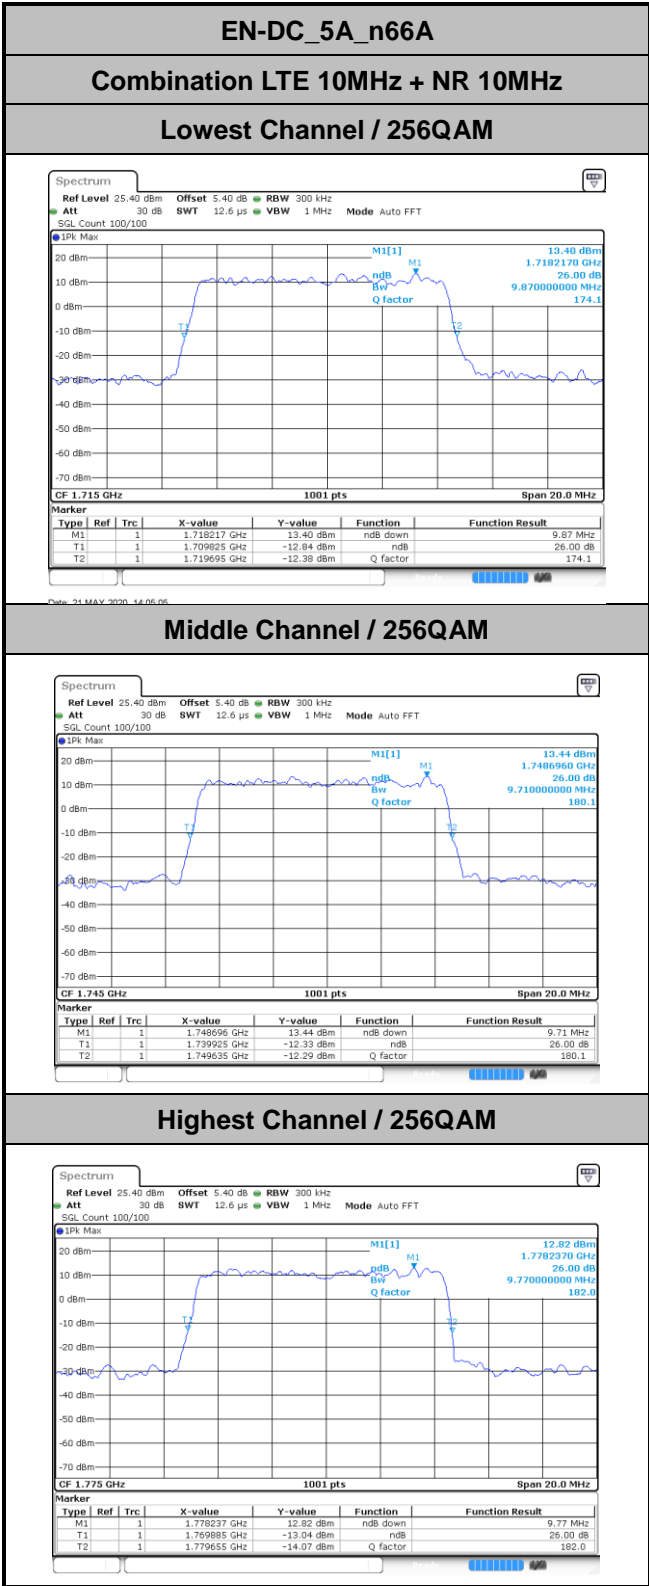 EN-DC_5A_n66A
Combination LTE 10MHz + NR 10MHz
Lowest Channel / 256QAM
Spectrum
Ref Level 25.40 dBm Offset 5.40 dB RBW 300 kHz
Att 30 dB SWT 12.6 µs VBW 1 MHz Mode Auto FFT
SGL Count 100/100
1Pk Max
M1[1] 13.40 dBm
1.7182170 GHz
ndB 26.00 dB
Bw 9.870000000 MHz
Q factor 174.1
M1
T1
T2
20 dBm
10 dBm
0 dBm
-10 dBm
-20 dBm
-30 dBm
-40 dBm
-50 dBm
-60 dBm
-70 dBm
CF 1.715 GHz 1001 pts Span 20.0 MHz
Marker
Type Ref Trc X-value Y-value Function Function Result
M1 1 1.718217 GHz 13.40 dBm ndB down 9.87 MHz
T1 1 1.709825 GHz -12.84 dBm ndB 26.00 dB
T2 1 1.719695 GHz -12.38 dBm Q factor 174.1
Date: 21 MAY 2020 14:05:05
Middle Channel / 256QAM
Spectrum
Ref Level 25.40 dBm Offset 5.40 dB RBW 300 kHz
Att 30 dB SWT 12.6 µs VBW 1 MHz Mode Auto FFT
SGL Count 100/100
1Pk Max
M1[1] 13.44 dBm
1.7486960 GHz
ndB 26.00 dB
Bw 9.710000000 MHz
Q factor 180.1
M1
T1
T2
20 dBm
10 dBm
0 dBm
-10 dBm
-20 dBm
-30 dBm
-40 dBm
-50 dBm
-60 dBm
-70 dBm
CF 1.745 GHz 1001 pts Span 20.0 MHz
Marker
Type Ref Trc X-value Y-value Function Function Result
M1 1 1.748696 GHz 13.44 dBm ndB down 9.71 MHz
T1 1 1.739925 GHz -12.33 dBm ndB 26.00 dB
T2 1 1.749635 GHz -12.29 dBm Q factor 180.1
Highest Channel / 256QAM
Spectrum
Ref Level 25.40 dBm Offset 5.40 dB RBW 300 kHz
Att 30 dB SWT 12.6 µs VBW 1 MHz Mode Auto FFT
SGL Count 100/100
1Pk Max
M1[1] 12.82 dBm
1.7782370 GHz
ndB 26.00 dB
Bw 9.770000000 MHz
Q factor 182.0
M1
T1
T2
20 dBm
10 dBm
0 dBm
-10 dBm
-20 dBm
-30 dBm
-40 dBm
-50 dBm
-60 dBm
-70 dBm
CF 1.775 GHz 1001 pts Span 20.0 MHz
Marker
Type Ref Trc X-value Y-value Function Function Result
M1 1 1.778237 GHz 12.82 dBm ndB down 9.77 MHz
T1 1 1.769885 GHz -13.04 dBm ndB 26.00 dB
T2 1 1.779655 GHz -14.07 dBm Q factor 182.0